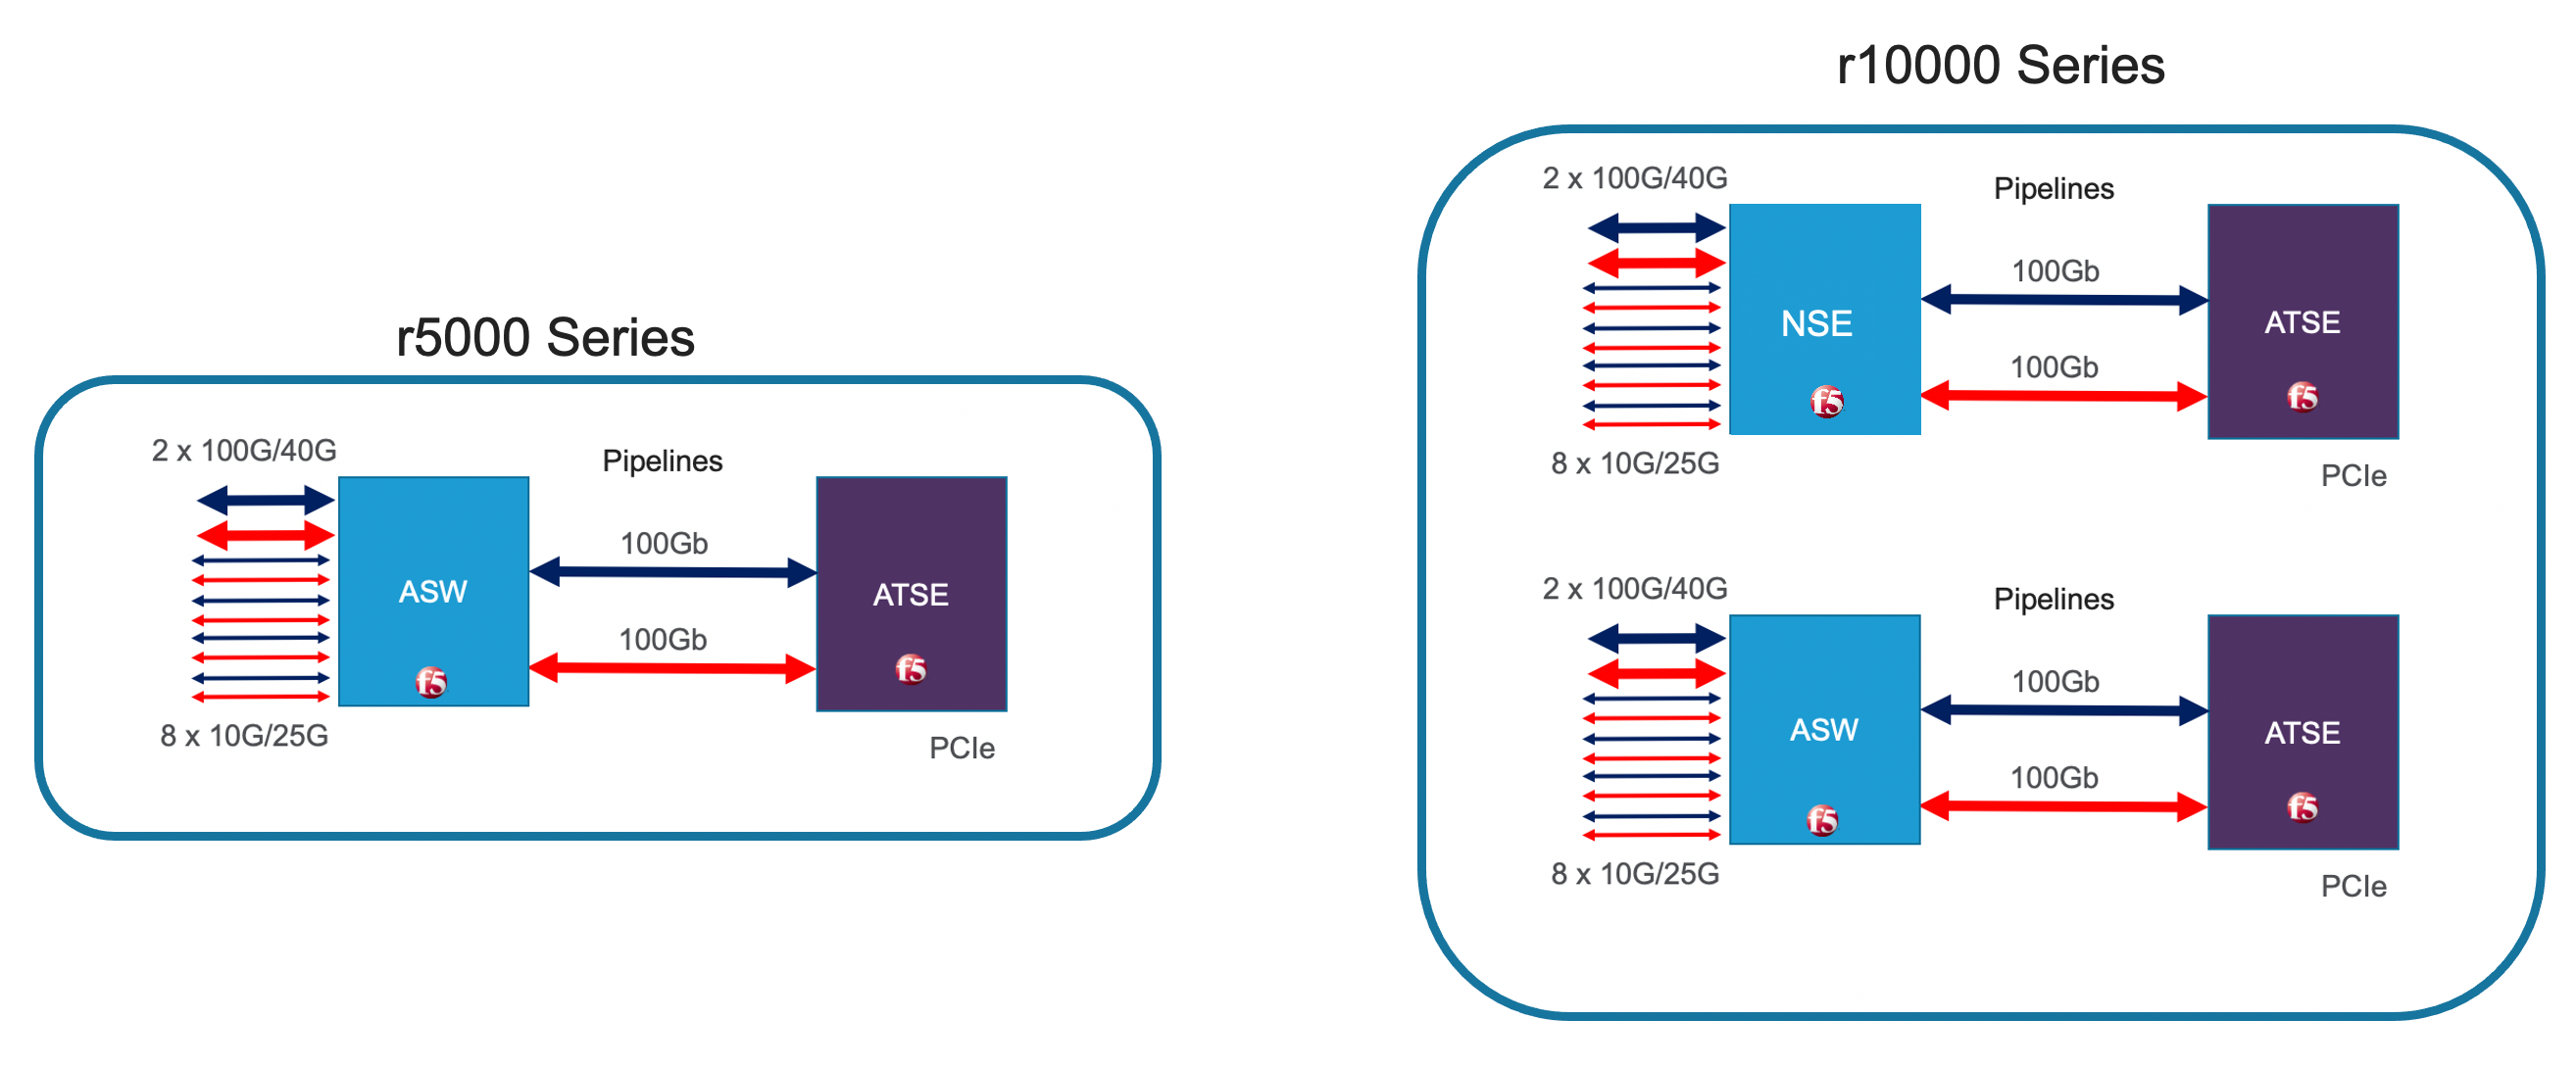 r5000 Series
2 x 100G/40G
Pipelines
100Gb
ASW
ATSE
100Gb
f5
f5
8 x 10G/25G
PCIe
r10000 Series
2 x 100G/40G
Pipelines
100Gb
NSE
ATSE
100Gb
f5
f5
8 x 10G/25G
PCIe
2 x 100G/40G
Pipelines
100Gb
ASW
ATSE
100Gb
f5
f5
8 x 10G/25G
PCIe